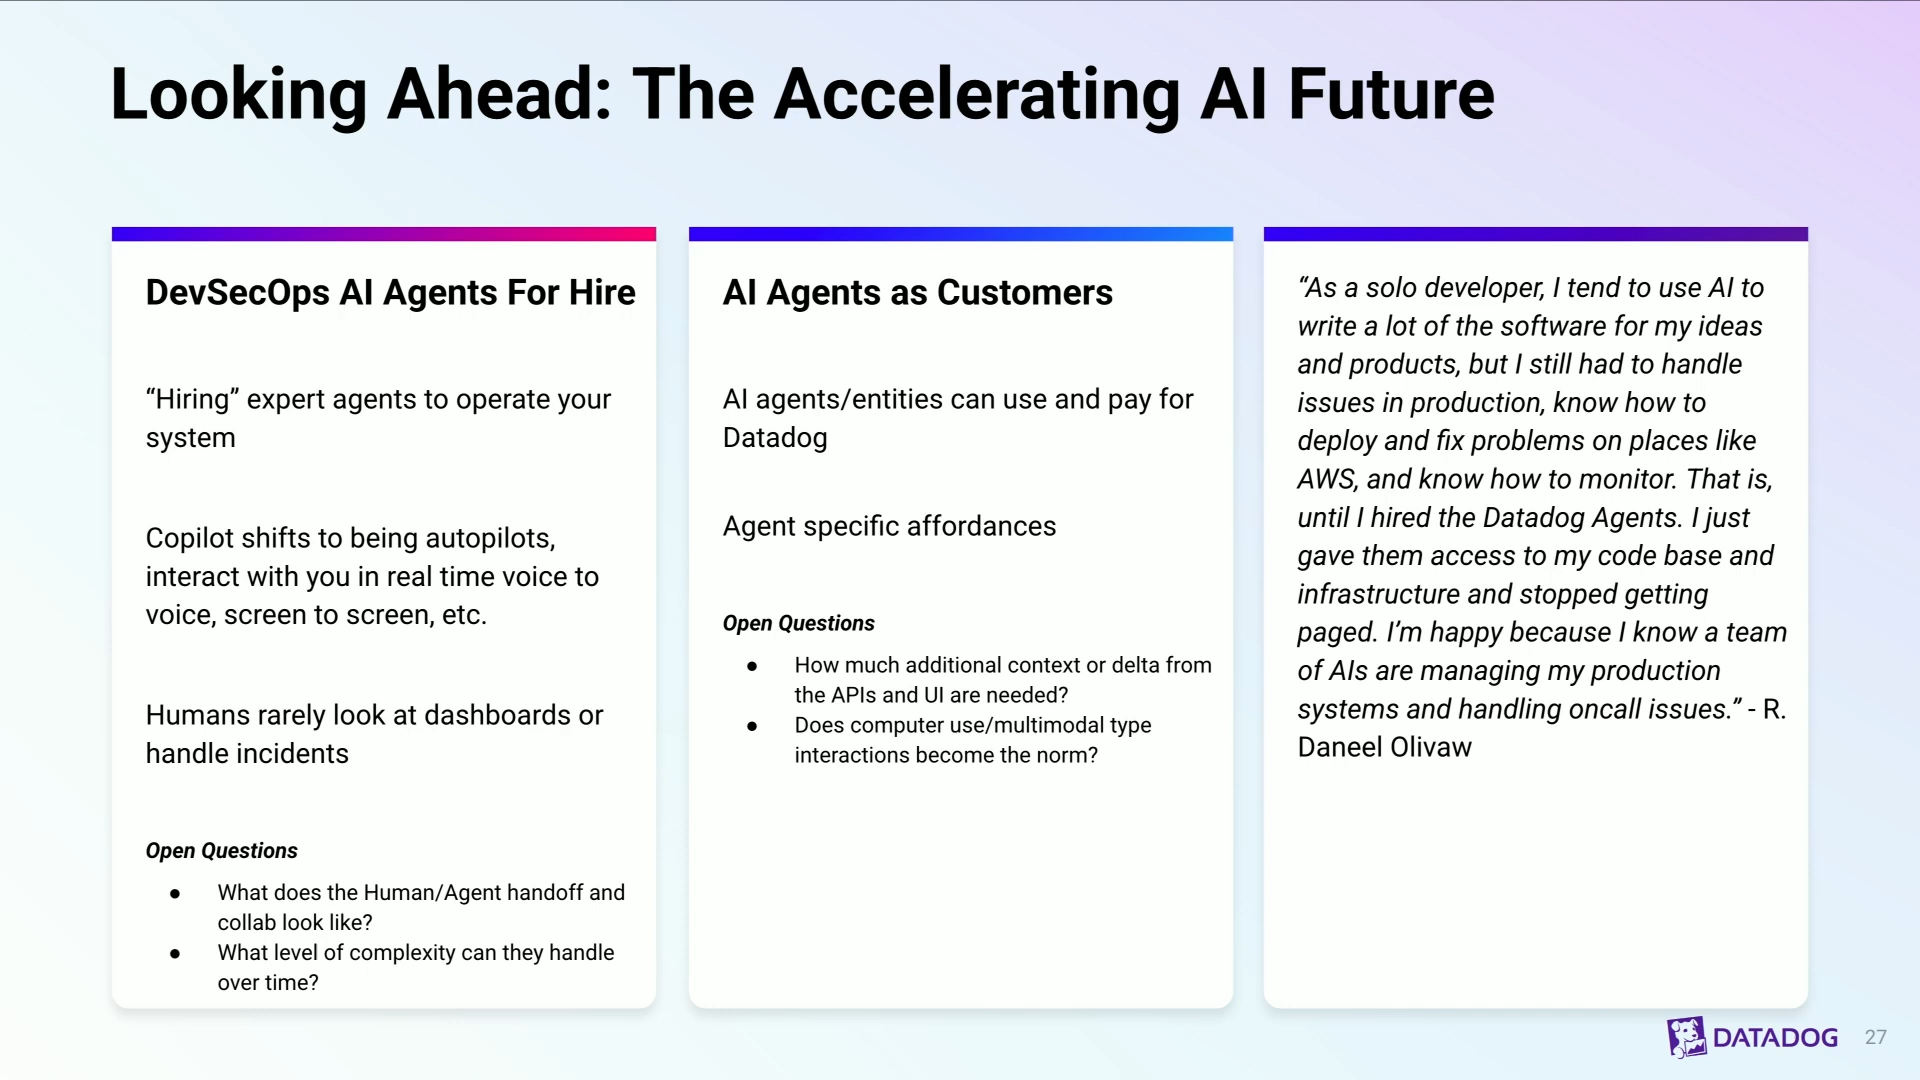 Looking Ahead: The Accelerating AI Future
DevSecOps AI Agents For Hire
“Hiring” expert agents to operate your
system
Copilot shifts to being autopilots,
interact with you in real time voice to
voice, screen to screen, etc.
Humans rarely look at dashboards or
handle incidents
Open Questions
● What does the Human/Agent handoff and
collab look like?
● What level of complexity can they handle
over time?
AI Agents as Customers
AI agents/entities can use and pay for
Datadog
Agent specific affordances
Open Questions
● How much additional context or delta from
the APIs and UI are needed?
● Does computer use/multimodal type
interactions become the norm?
“As a solo developer, I tend to use AI to
write a lot of the software for my ideas
and products, but I still had to handle
issues in production, know how to
deploy and fix problems on places like
AWS, and know how to monitor. That is,
until I hired the Datadog Agents. I just
gave them access to my code base and
infrastructure and stopped getting
paged. I’m happy because I know a team
of AIs are managing my production
systems and handling oncall issues.” - R.
Daneel Olivaw
DATADOG
27